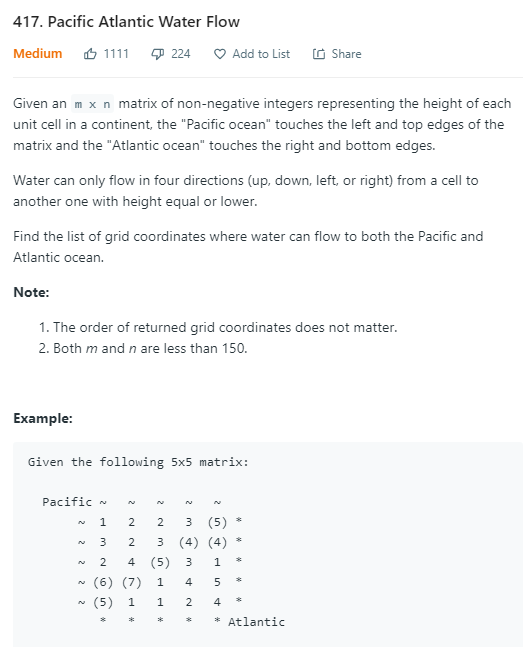 417. Pacific Atlantic Water Flow
Medium 1111 224 Add to List Share
Given an m x n matrix of non-negative integers representing the height of each
unit cell in a continent, the "Pacific ocean" touches the left and top edges of the
matrix and the "Atlantic ocean" touches the right and bottom edges.
Water can only flow in four directions (up, down, left, or right) from a cell to
another one with height equal or lower.
Find the list of grid coordinates where water can flow to both the Pacific and
Atlantic ocean.
Note:
1. The order of returned grid coordinates does not matter.
2. Both m and n are less than 150.
Example:
Given the following 5x5 matrix:
Pacific ~ ~ ~ ~ ~
~ 1 2 2 3 (5) *
~ 3 2 3 (4) (4) *
~ 2 4 (5) 3 1 *
~ (6) (7) 1 4 5 *
~ (5) 1 1 2 4 *
* * * * * Atlantic